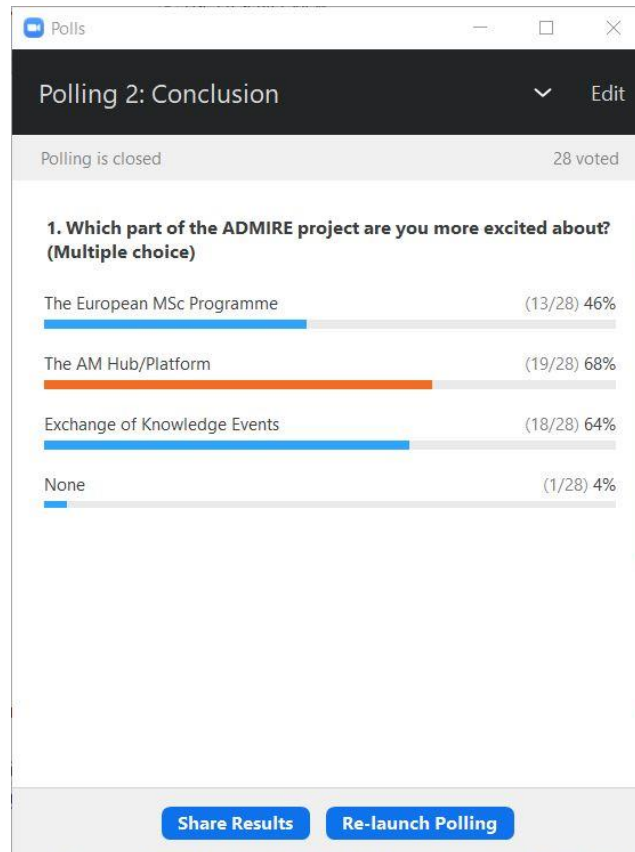 Polls
Polling 2: Conclusion
Edit
Polling is closed
28 voted
1. Which part of the ADMIRE project are you more excited about?
(Multiple choice)
The European MSc Programme
(13/28) 46%
The AM Hub/Platform
(19/28) 68%
Exchange of Knowledge Events
(18/28) 64%
None
(1/28) 4%
Share Results
Re-launch Polling